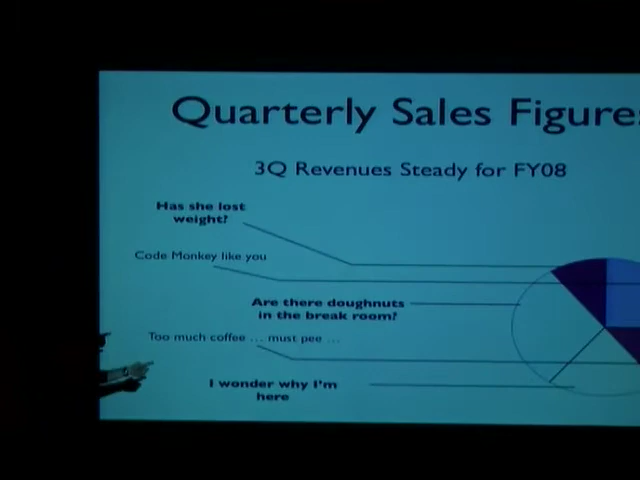 Quarterly Sales Figures
3Q Revenues Steady for FY08
Has she lost
weight?
Code Monkey like you
Are there doughnuts
in the break room?
Too much coffee ... must pee ...
I wonder why I'm
here